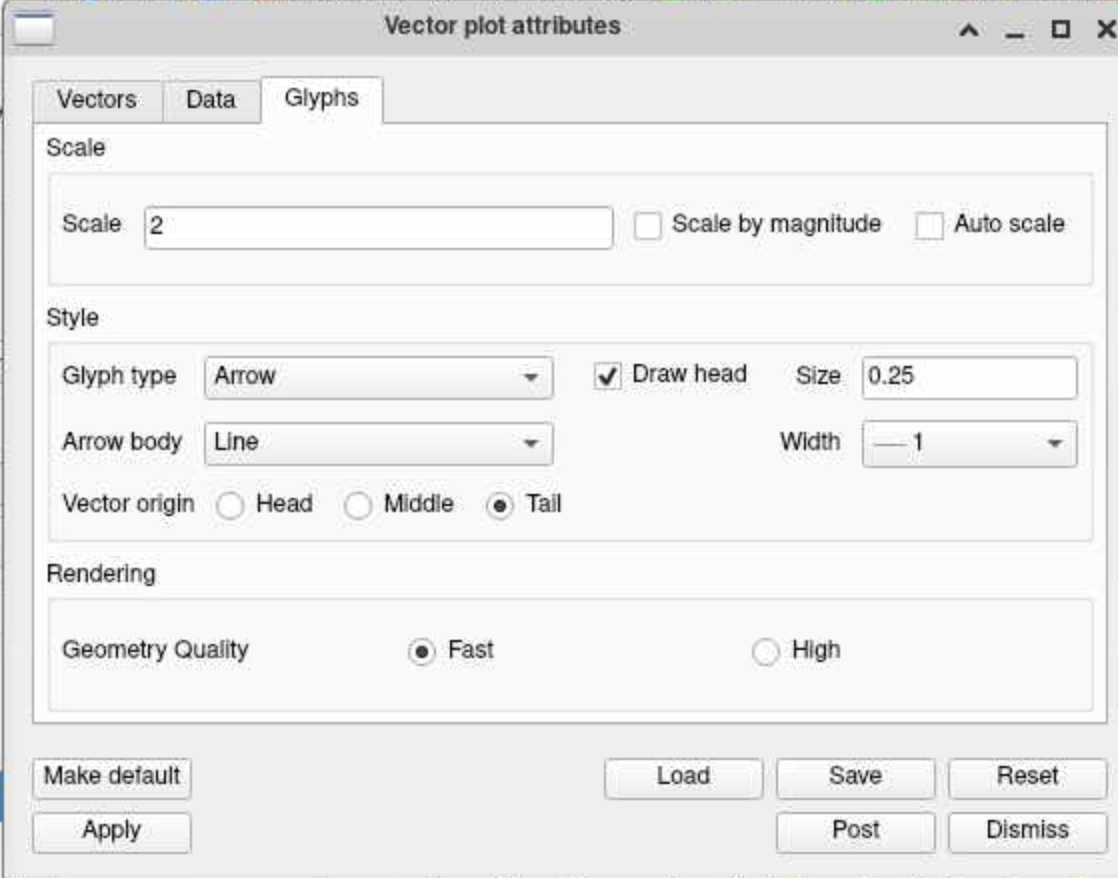 Vector plot attributes
Vectors Data Glyphs
Scale
Scale 2 Scale by magnitude Auto scale
Style
Glyph type Arrow Draw head Size 0.25
Arrow body Line Width 1
Vector origin Head Middle Tail
Rendering
Geometry Quality Fast High
Make default Load Save Reset
Apply Post Dismiss